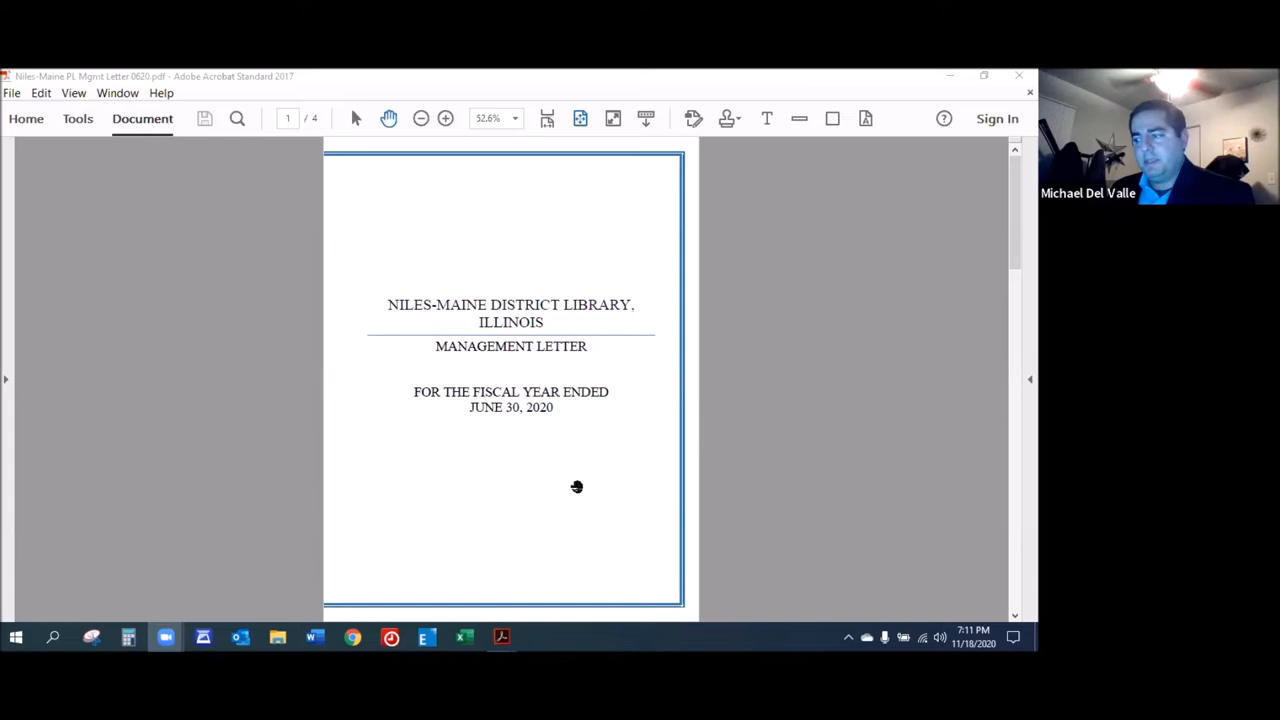 Niles-Maine PL Mgmt Letter 0620.pdf - Adobe Acrobat Standard 2017
File Edit View Window Help
Home Tools Document 1 / 4 52.6% Sign In
Michael Del Valle
NILES-MAINE DISTRICT LIBRARY,
ILLINOIS
MANAGEMENT LETTER
FOR THE FISCAL YEAR ENDED
JUNE 30, 2020
7:11 PM
11/18/2020